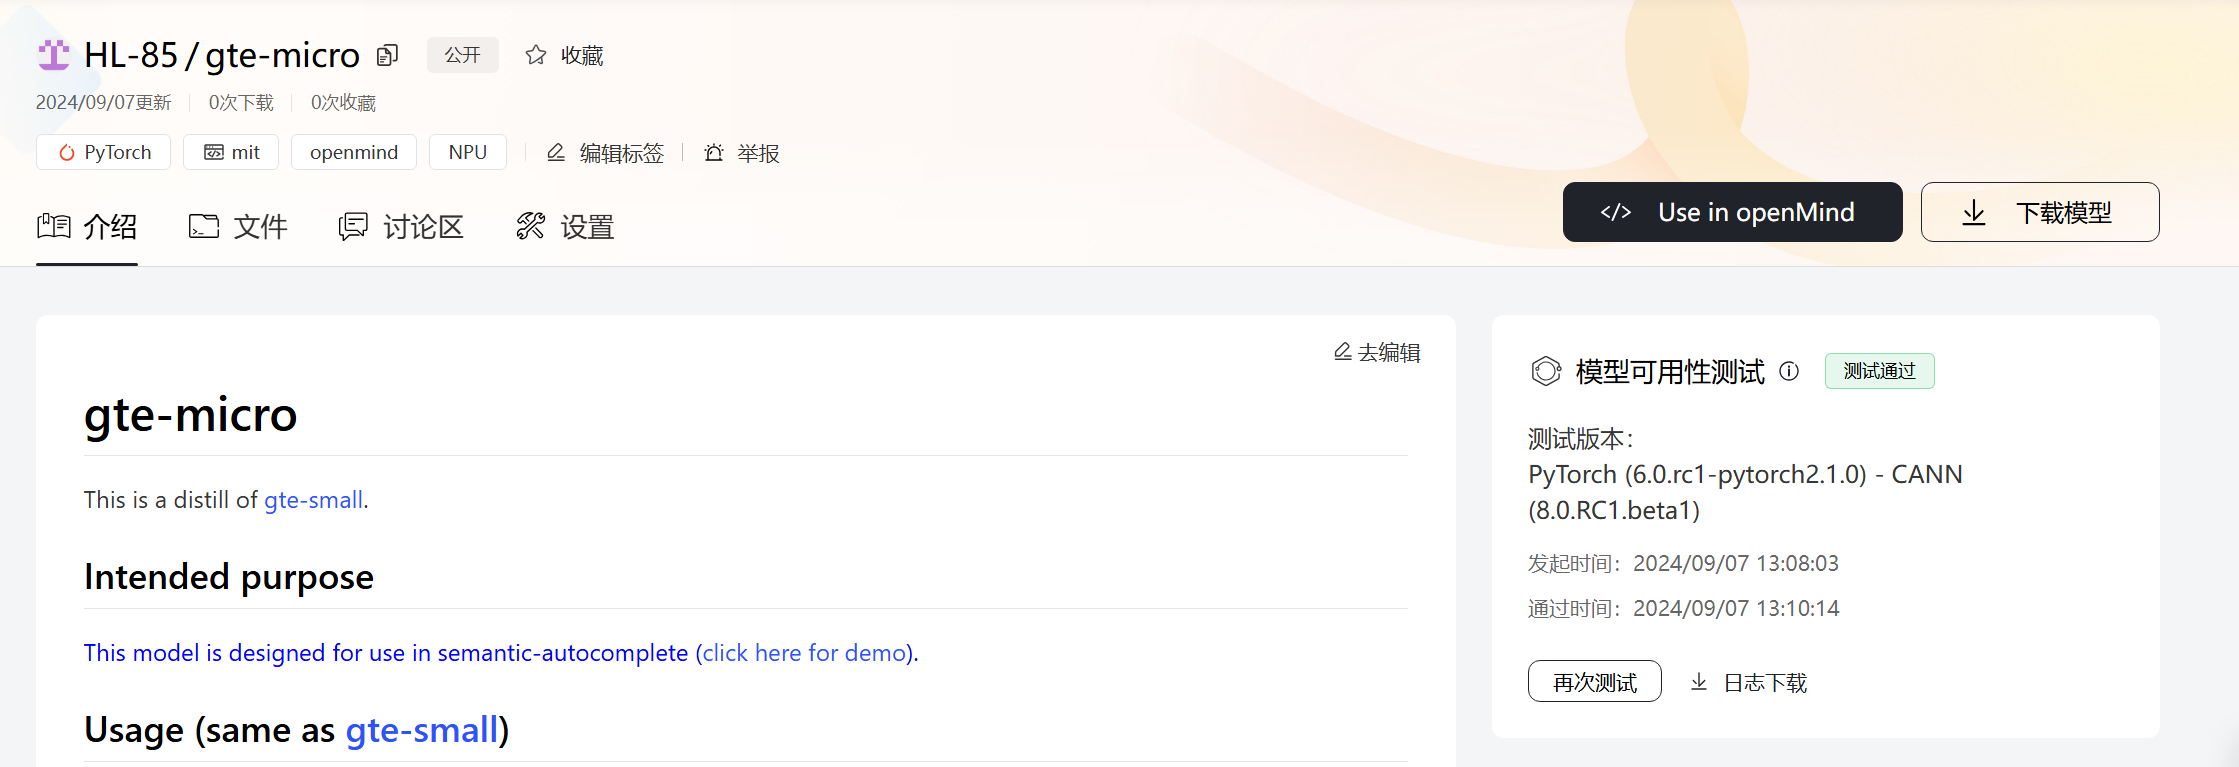 HL-85 / gte-micro 公开 收藏
2024/09/07更新 0次下载 0次收藏
PyTorch mit openmind NPU 编辑标签 举报
介绍 文件 讨论区 设置
</> Use in openMind 下载模型
去编辑
gte-micro
This is a distill of gte-small.
Intended purpose
This model is designed for use in semantic-autocomplete (click here for demo).
Usage (same as gte-small)
模型可用性测试 测试通过
测试版本：
PyTorch (6.0.rc1-pytorch2.1.0) - CANN
(8.0.RC1.beta1)
发起时间：2024/09/07 13:08:03
通过时间：2024/09/07 13:10:14
再次测试 日志下载